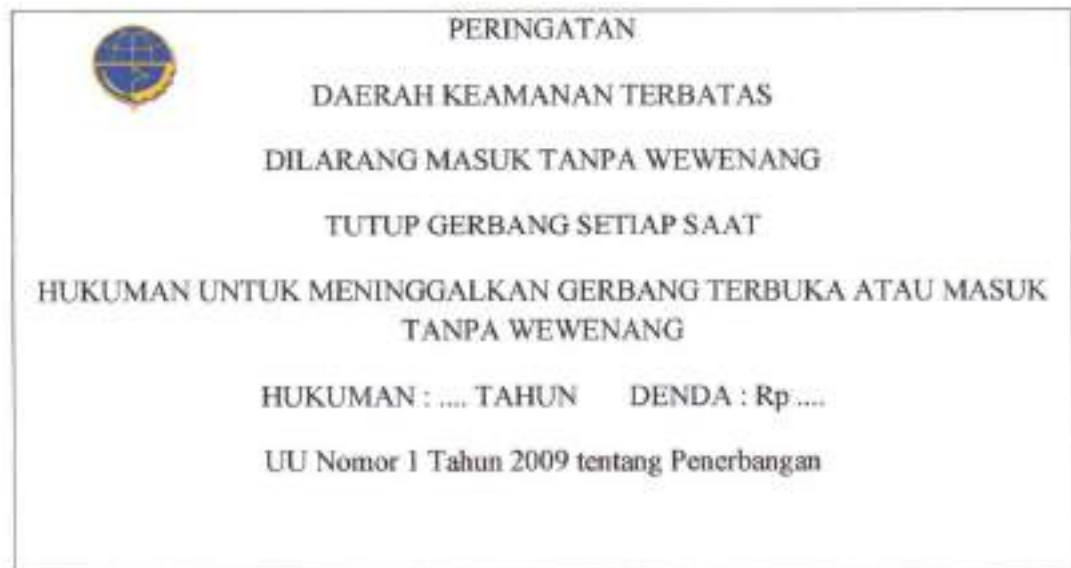 PERINGATAN
DAERAH KEAMANAN TERBATAS
DILARANG MASUK TANPA WEWENANG
TUTUP GERBANG SETIAP SAAT
HUKUMAN UNTUK MENINGGALKAN GERBANG TERBUKA ATAU MASUK
TANPA WEWENANG
HUKUMAN : .... TAHUN DENDA : Rp ....
UU Nomor 1 Tahun 2009 tentang Penerbangan